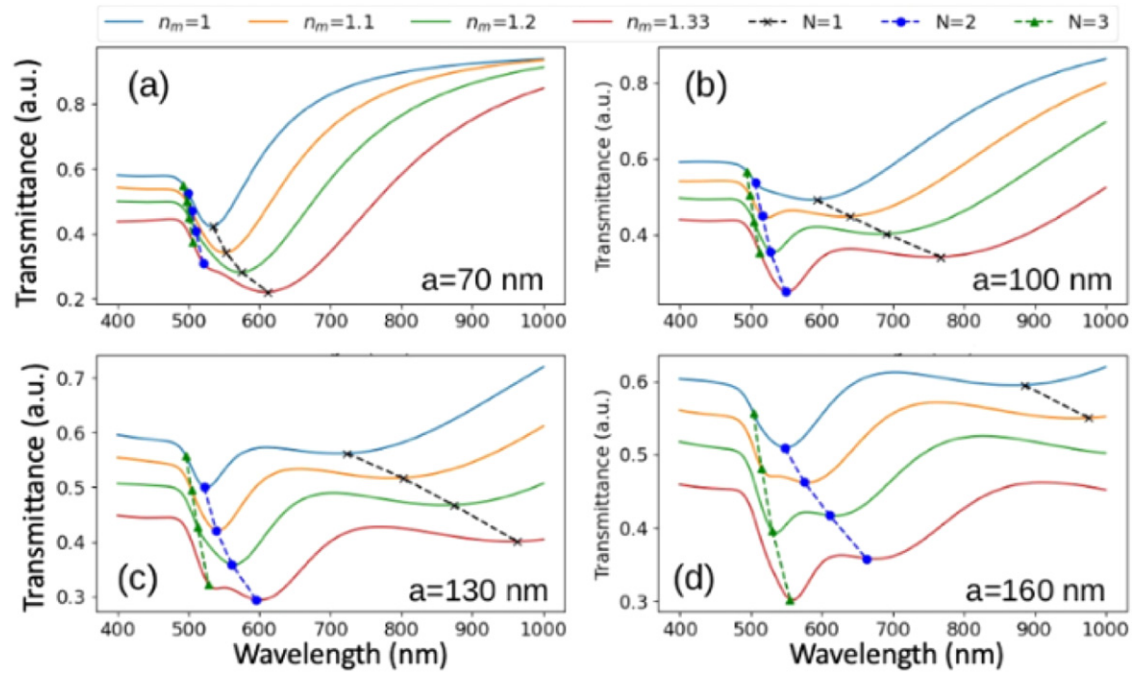 n_m=1 n_m=1.1 n_m=1.2 n_m=1.33 N=1 N=2 N=3
(a)
Transmittance (a.u.)
0.8
0.6
0.4
0.2
a=70 nm
400 500 600 700 800 900 1000
(b)
Transmittance (a.u.)
0.8
0.6
0.4
a=100 nm
400 500 600 700 800 900 1000
(c)
Transmittance (a.u.)
0.7
0.6
0.5
0.4
0.3
a=130 nm
400 500 600 700 800 900 1000
Wavelength (nm)
(d)
Transmittance (a.u.)
0.6
0.5
0.4
0.3
a=160 nm
400 500 600 700 800 900 1000
Wavelength (nm)